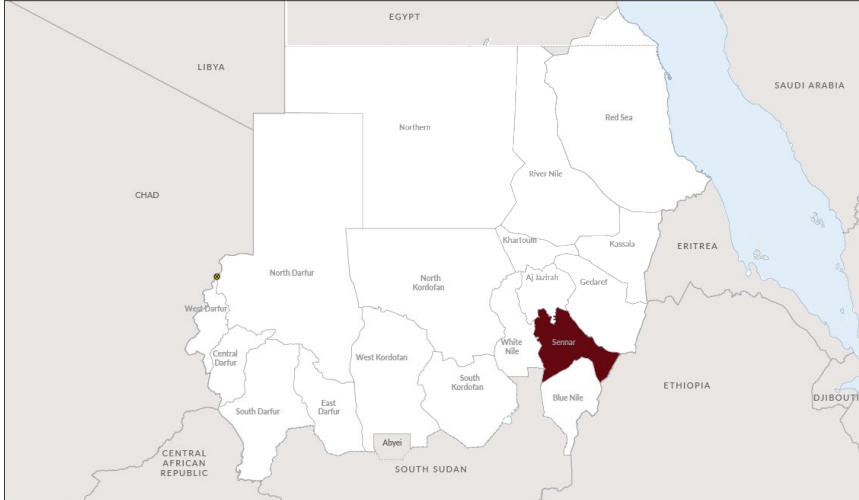 EGYPT
LIBYA
SAUDI ARABIA
Northern
Red Sea
River Nile
CHAD
Khartoum
Kassala
ERITREA
North Darfur
North
Kordofan
Aj Jazirah
Gedaref
West Darfur
White
Nile
Sennar
Central
Darfur
West Kordofan
South
Kordofan
ETHIOPIA
Blue Nile
DJIBOUTI
South Darfur
East
Darfur
Abyei
CENTRAL
AFRICAN
REPUBLIC
SOUTH SUDAN